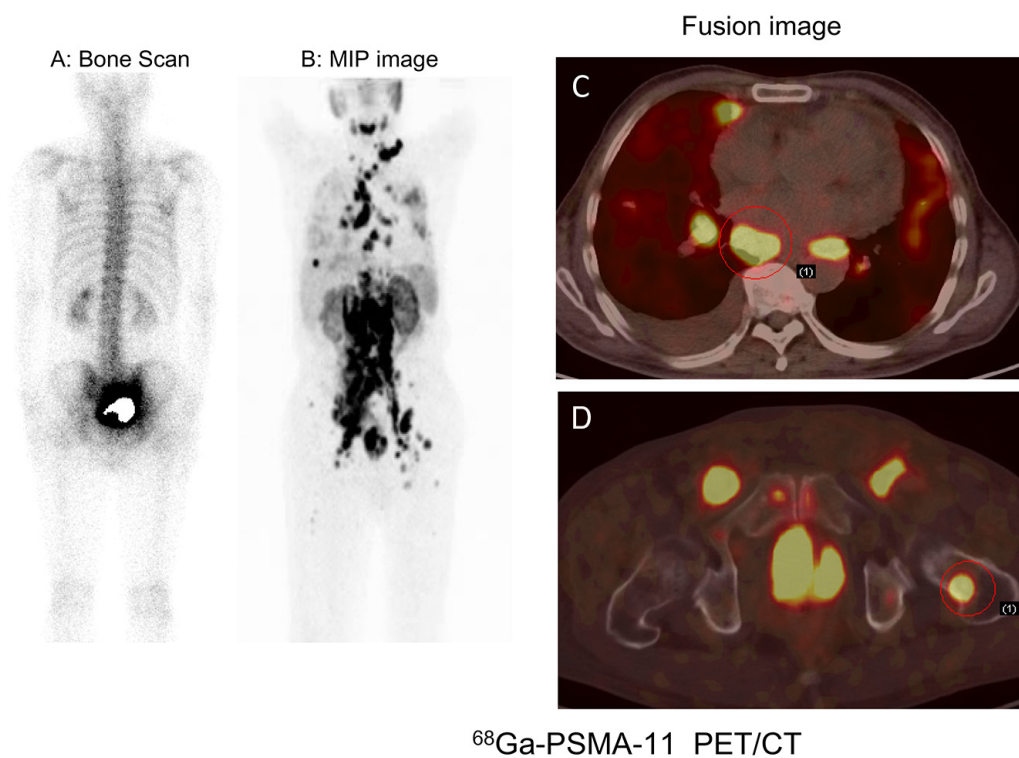 Fusion image
A: Bone Scan
B: MIP image
C
(1)
D
(1)
⁶⁸Ga-PSMA-11 PET/CT